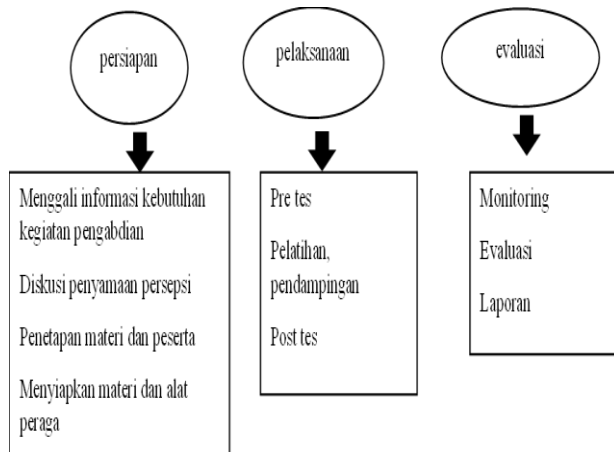 persiapan
pelaksanaan
evaluasi
Menggali informasi kebutuhan
kegiatan pengabdian
Diskusi penyamaan persepsi
Penetapan materi dan peserta
Menyiapkan materi dan alat
peraga
Pre tes
Pelatihan,
pendampingan
Post tes
Monitoring
Evaluasi
Laporan